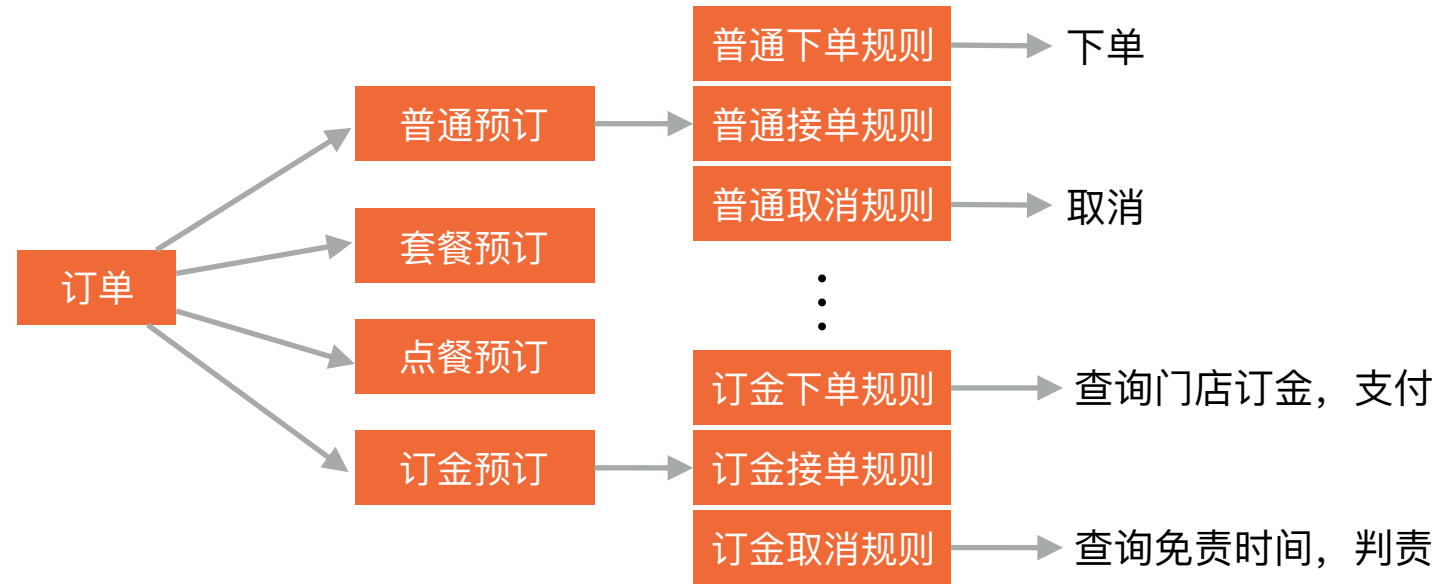 普通下单规则
下单
普通预订
普通接单规则
普通取消规则
取消
套餐预订
订单
点餐预订
订金下单规则
查询门店订金，支付
订金预订
订金接单规则
订金取消规则
查询免责时间，判责